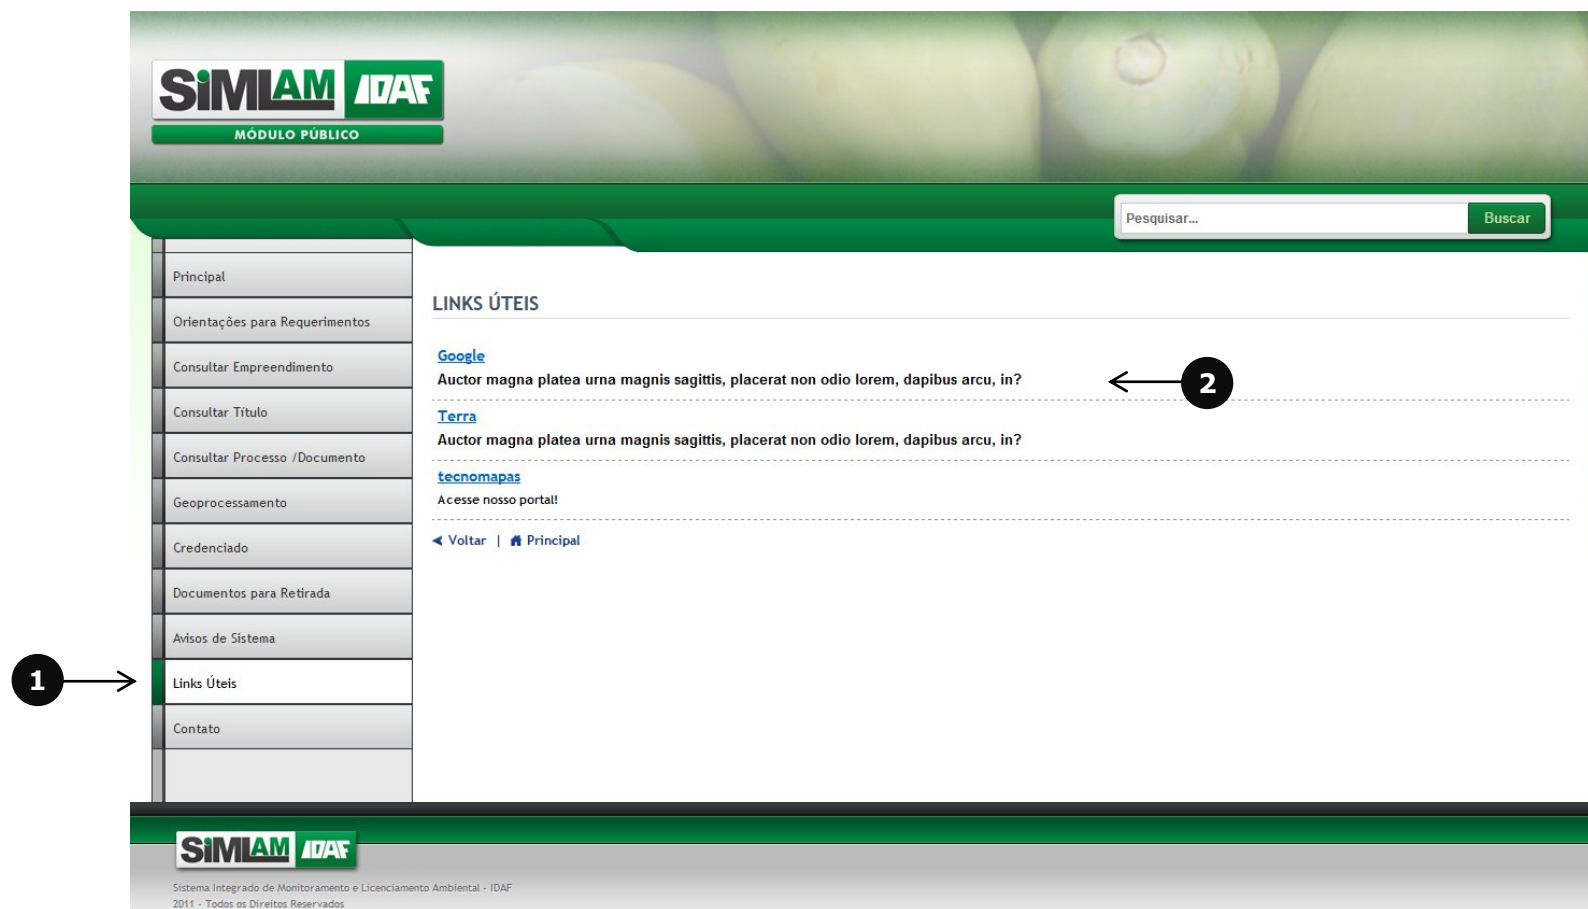 SiMLAM IDAF
MÓDULO PÚBLICO
Pesquisar...
Buscar
Principal
Orientações para Requerimentos
Consultar Empreendimento
Consultar Título
Consultar Processo /Documento
Geoprocessamento
Credenciado
Documentos para Retirada
Avisos de Sistema
1
Links Úteis
Contato
LINKS ÚTEIS
Google
Auctor magna platea urna magnis sagittis, placerat non odio lorem, dapibus arcu, in?
2
Terra
Auctor magna platea urna magnis sagittis, placerat non odio lorem, dapibus arcu, in?
tecnomapas
Acesse nosso portal!
Voltar | Principal
SiMLAM IDAF
Sistema Integrado de Monitoramento e Licenciamento Ambiental - IDAF
2011 - Todos os Direitos Reservados